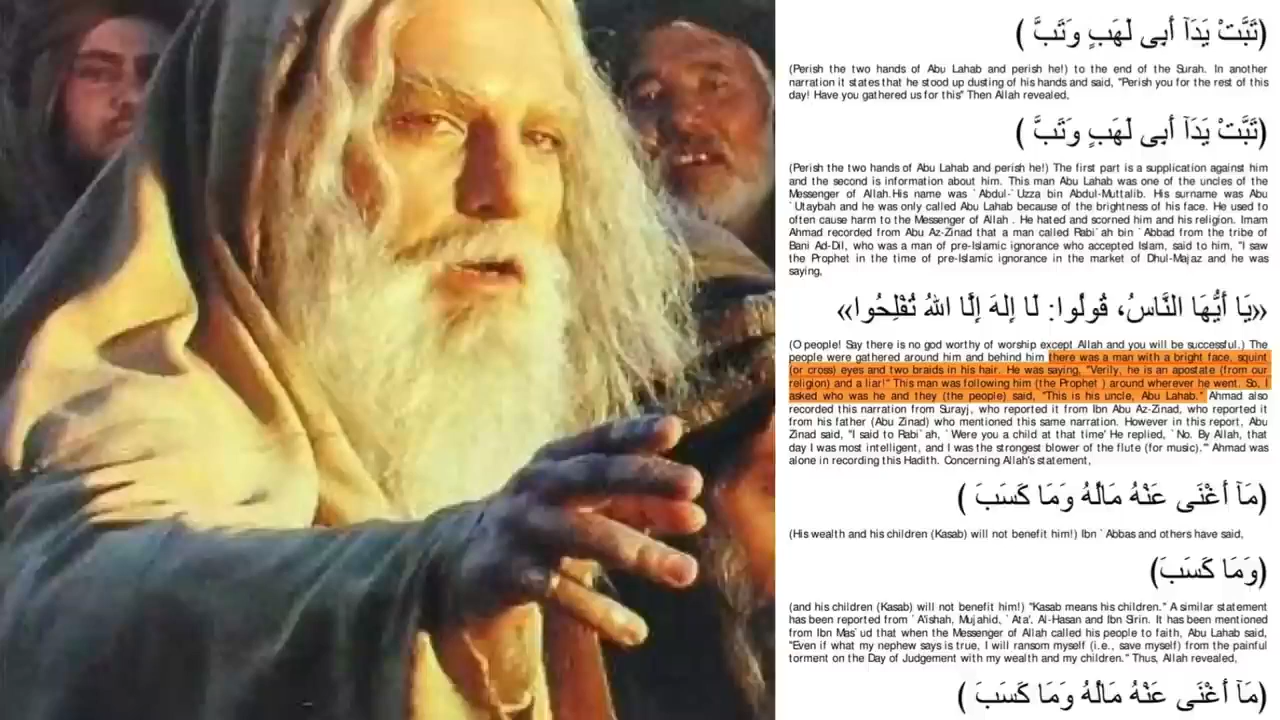 (تَبَّتْ يَدَآ أَبِى لَهَبٍ وَتَبَّ )
(Perish the two hands of Abu Lahab and perish he!) to the end of the Surah. In another
narration it states that he stood up dusting of his hands and said, "Perish you for the rest of this
day! Have you gathered us for this'' Then Allah revealed,
(تَبَّتْ يَدَآ أَبِى لَهَبٍ وَتَبَّ )
(Perish the two hands of Abu Lahab and perish he!) The first part is a supplication against him
and the second is information about him. This man Abu Lahab was one of the uncles of the
Messenger of Allah.His name was `Abdul-`Uzza bin Abdul-Muttalib. His surname was Abu
`Utaybah and he was only called Abu Lahab because of the brightness of his face. He used to
often cause harm to the Messenger of Allah . He hated and scorned him and his religion. Imam
Ahmad recorded from Abu Az-Zinad that a man called Rabi`ah bin `Abbad from the tribe of
Bani Ad-Dil, who was a man of pre-Islamic ignorance who accepted Islam, said to him, "I saw
the Prophet in the time of pre-Islamic ignorance in the market of Dhul-Majaz and he was
saying,
«يَا أَيُّهَا النَّاسُ، قُولُوا: لَا إِلهَ إِلَّا اللهُ تُفْلِحُوا»
(O people! Say there is no god worthy of worship except Allah and you will be successful.) The
people were gathered around him and behind him there was a man with a bright face, squint
(or cross) eyes and two braids in his hair. He was saying, "Verily, he is an apostate (from our
religion) and a liar!'' This man was following him (the Prophet ) around wherever he went. So, I
asked who was he and they (the people) said, "This is his uncle, Abu Lahab.'' Ahmad also
recorded this narration from Surayj, who reported it from Ibn Abu Az-Zinad, who reported it
from his father (Abu Zinad) who mentioned this same narration. However in this report, Abu
Zinad said, "I said to Rabi`ah, `Were you a child at that time' He replied, `No. By Allah, that
day I was most intelligent, and I was the strongest blower of the flute (for music).''' Ahmad was
alone in recording this Hadith. Concerning Allah's statement,
(مَآ أَغْنَى عَنْهُ مَالُهُ وَمَا كَسَبَ )
(His wealth and his children (Kasab) will not benefit him!) Ibn `Abbas and others have said,
(وَمَا كَسَبَ)
(and his children (Kasab) will not benefit him!) "Kasab means his children.'' A similar statement
has been reported from `A'ishah, Mujahid, `Ata', Al-Hasan and Ibn Sirin. It has been mentioned
from Ibn Mas`ud that when the Messenger of Allah called his people to faith, Abu Lahab said,
"Even if what my nephew says is true, I will ransom myself (i.e., save myself) from the painful
torment on the Day of Judgement with my wealth and my children.'' Thus, Allah revealed,
(مَآ أَغْنَى عَنْهُ مَالُهُ وَمَا كَسَبَ )